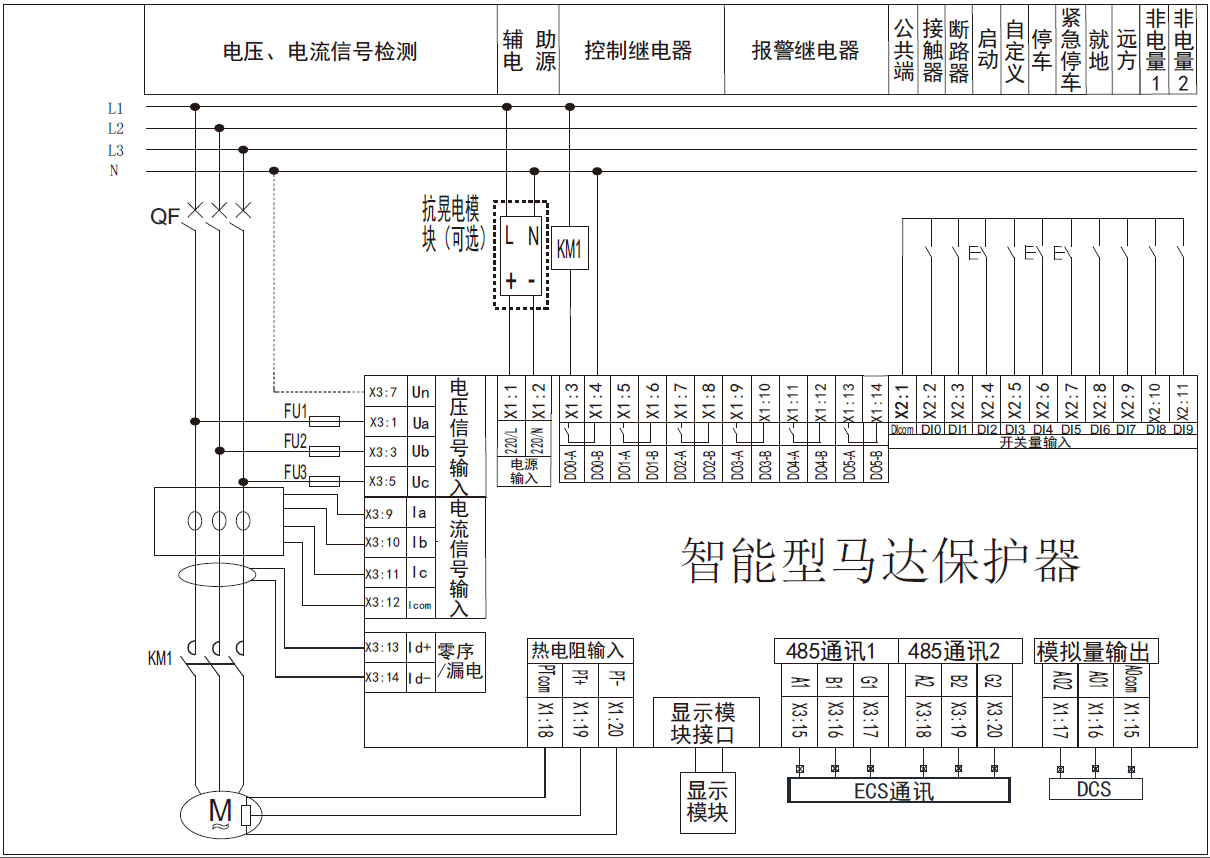 电压、电流信号检测
辅助
电源
控制继电器
报警继电器
公共端
接触器
断路器
启动
自定义
停车
紧急停车
就地
远方
非电量1
非电量2
L1
L2
L3
N
QF
抗晃电模
块（可选）
L N
+ -
KM1
X3:7 Un
FU1
X3:1 Ua
FU2
X3:3 Ub
FU3
X3:5 Uc
电压信号输入
X3:9 Ia
X3:10 Ib
X3:11 Ic
X3:12 Icom
电流信号输入
X3:13 Id+
X3:14 Id-
零序
/漏电
X1:1 X1:2 X1:3 X1:4 X1:5 X1:6 X1:7 X1:8 X1:9 X1:10 X1:11 X1:12 X1:13 X1:14
220/L 220/N
电源
输入
DO0-A DO0-B DO1-A DO1-B DO2-A DO2-B DO3-A DO3-B DO4-A DO4-B DO5-A DO5-B
X2:1 X2:2 X2:3 X2:4 X2:5 X2:6 X2:7 X2:8 X2:9 X2:10 X2:11
DIcom DI0 DI1 DI2 DI3 DI4 DI5 DI6 DI7 DI8 DI9
开关量输入
智能型马达保护器
KM1
热电阻输入
PTcom PT+ PT-
X1:18 X1:19 X1:20
显示模
块接口
显示
模块
485通讯1 485通讯2
A1 B1 G1 A2 B2 G2
X3:15 X3:16 X3:17 X3:18 X3:19 X3:20
ECS通讯
模拟量输出
AO2 AO1 AOcom
X1:17 X1:16 X1:15
DCS
M
≈